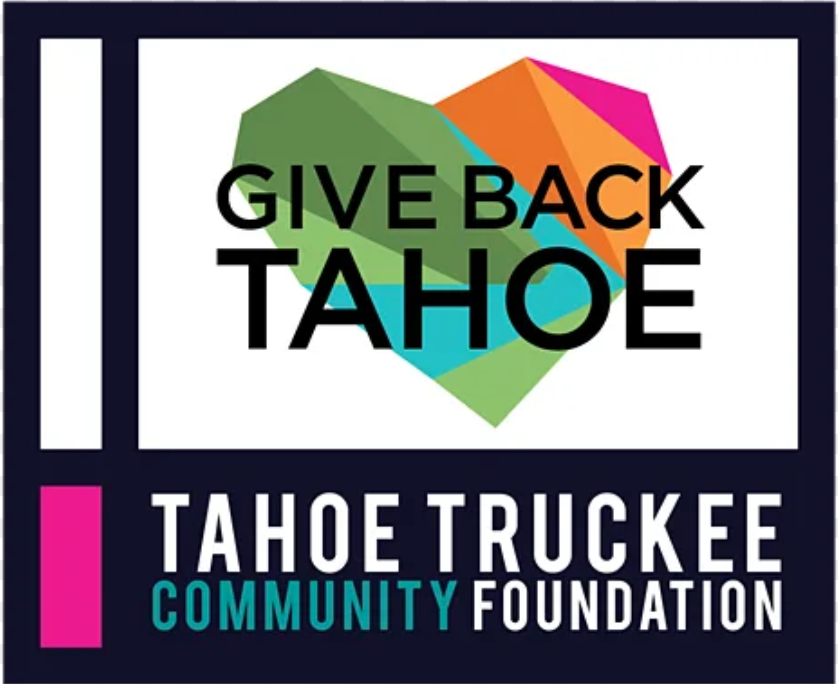 GIVE BACK
TAHOE
TAHOE TRUCKEE
COMMUNITY FOUNDATION